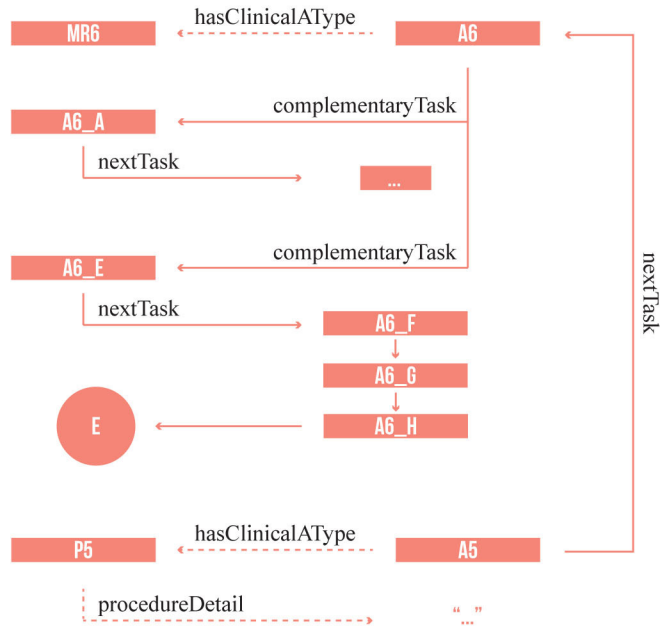 hasClinicalAType
MR6
A6
complementaryTask
A6_A
nextTask
...
complementaryTask
A6_E
nextTask
A6_F
A6_G
E
A6_H
nextTask
hasClinicalAType
P5
A5
procedureDetail
“...”